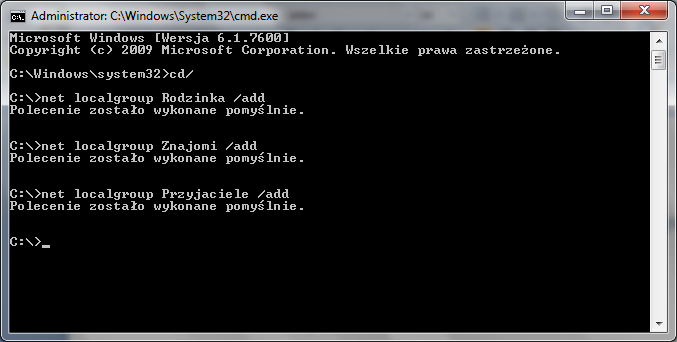 Administrator: C:\Windows\System32\cmd.exe
Microsoft Windows [Wersja 6.1.7600]
Copyright (c) 2009 Microsoft Corporation. Wszelkie prawa zastrzeżone.
C:\Windows\system32>cd/
C:\>net localgroup Rodzinka /add
Polecenie zostało wykonane pomyślnie.
C:\>net localgroup Znajomi /add
Polecenie zostało wykonane pomyślnie.
C:\>net localgroup Przyjaciele /add
Polecenie zostało wykonane pomyślnie.
C:\>_